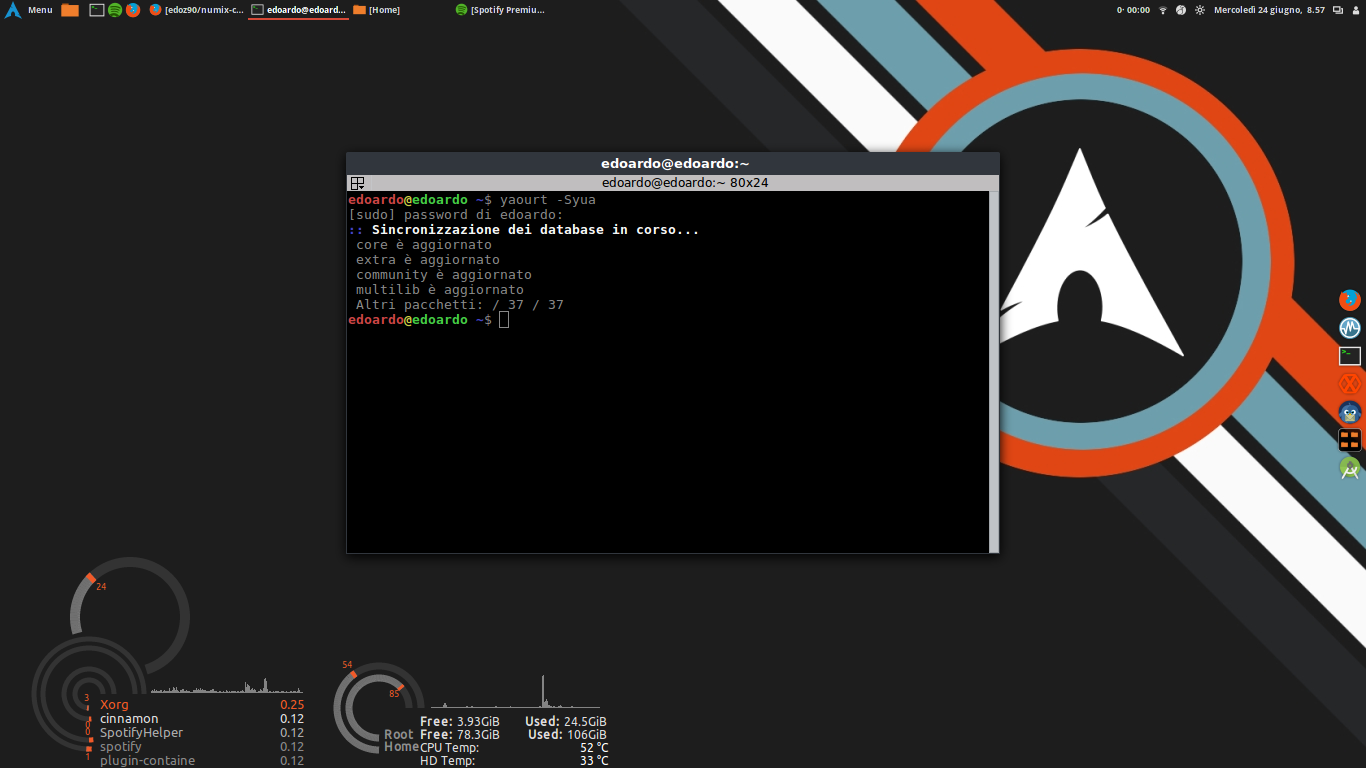 Menu
[edoz90/numix-c...
edoardo@edoard...
[Home]
[Spotify Premiu...
0· 00:00
Mercoledì 24 giugno, 8.57
edoardo@edoardo:~
edoardo@edoardo:~ 80x24
edoardo@edoardo ~$ yaourt -Syua
[sudo] password di edoardo:
:: Sincronizzazione dei database in corso...
core è aggiornato
extra è aggiornato
community è aggiornato
multilib è aggiornato
Altri pacchetti: / 37 / 37
edoardo@edoardo ~$
24
3
0
0
1
Xorg 0.25
cinnamon 0.12
SpotifyHelper 0.12
spotify 0.12
plugin-containe 0.12
54
85
Free: 3.93GiB Used: 24.5GiB
Root Free: 78.3GiB Used: 106GiB
Home CPU Temp: 52 °C
HD Temp: 33 °C